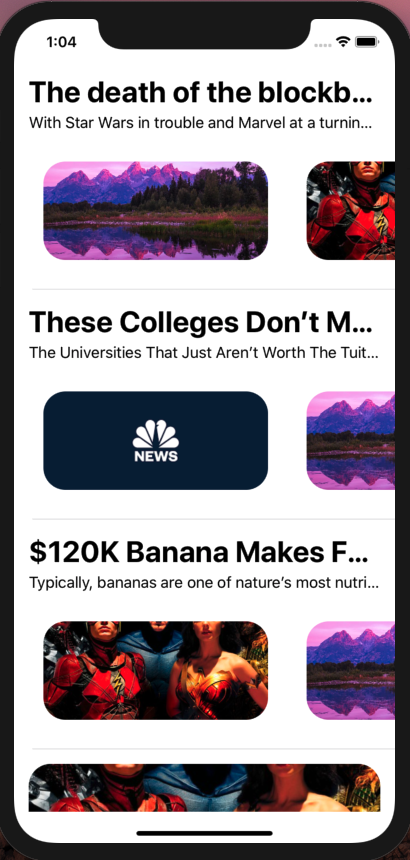 1:04
The death of the blockb...
With Star Wars in trouble and Marvel at a turnin...
These Colleges Don’t M...
The Universities That Just Aren’t Worth The Tuit...
NEWS
$120K Banana Makes F...
Typically, bananas are one of nature’s most nutri...